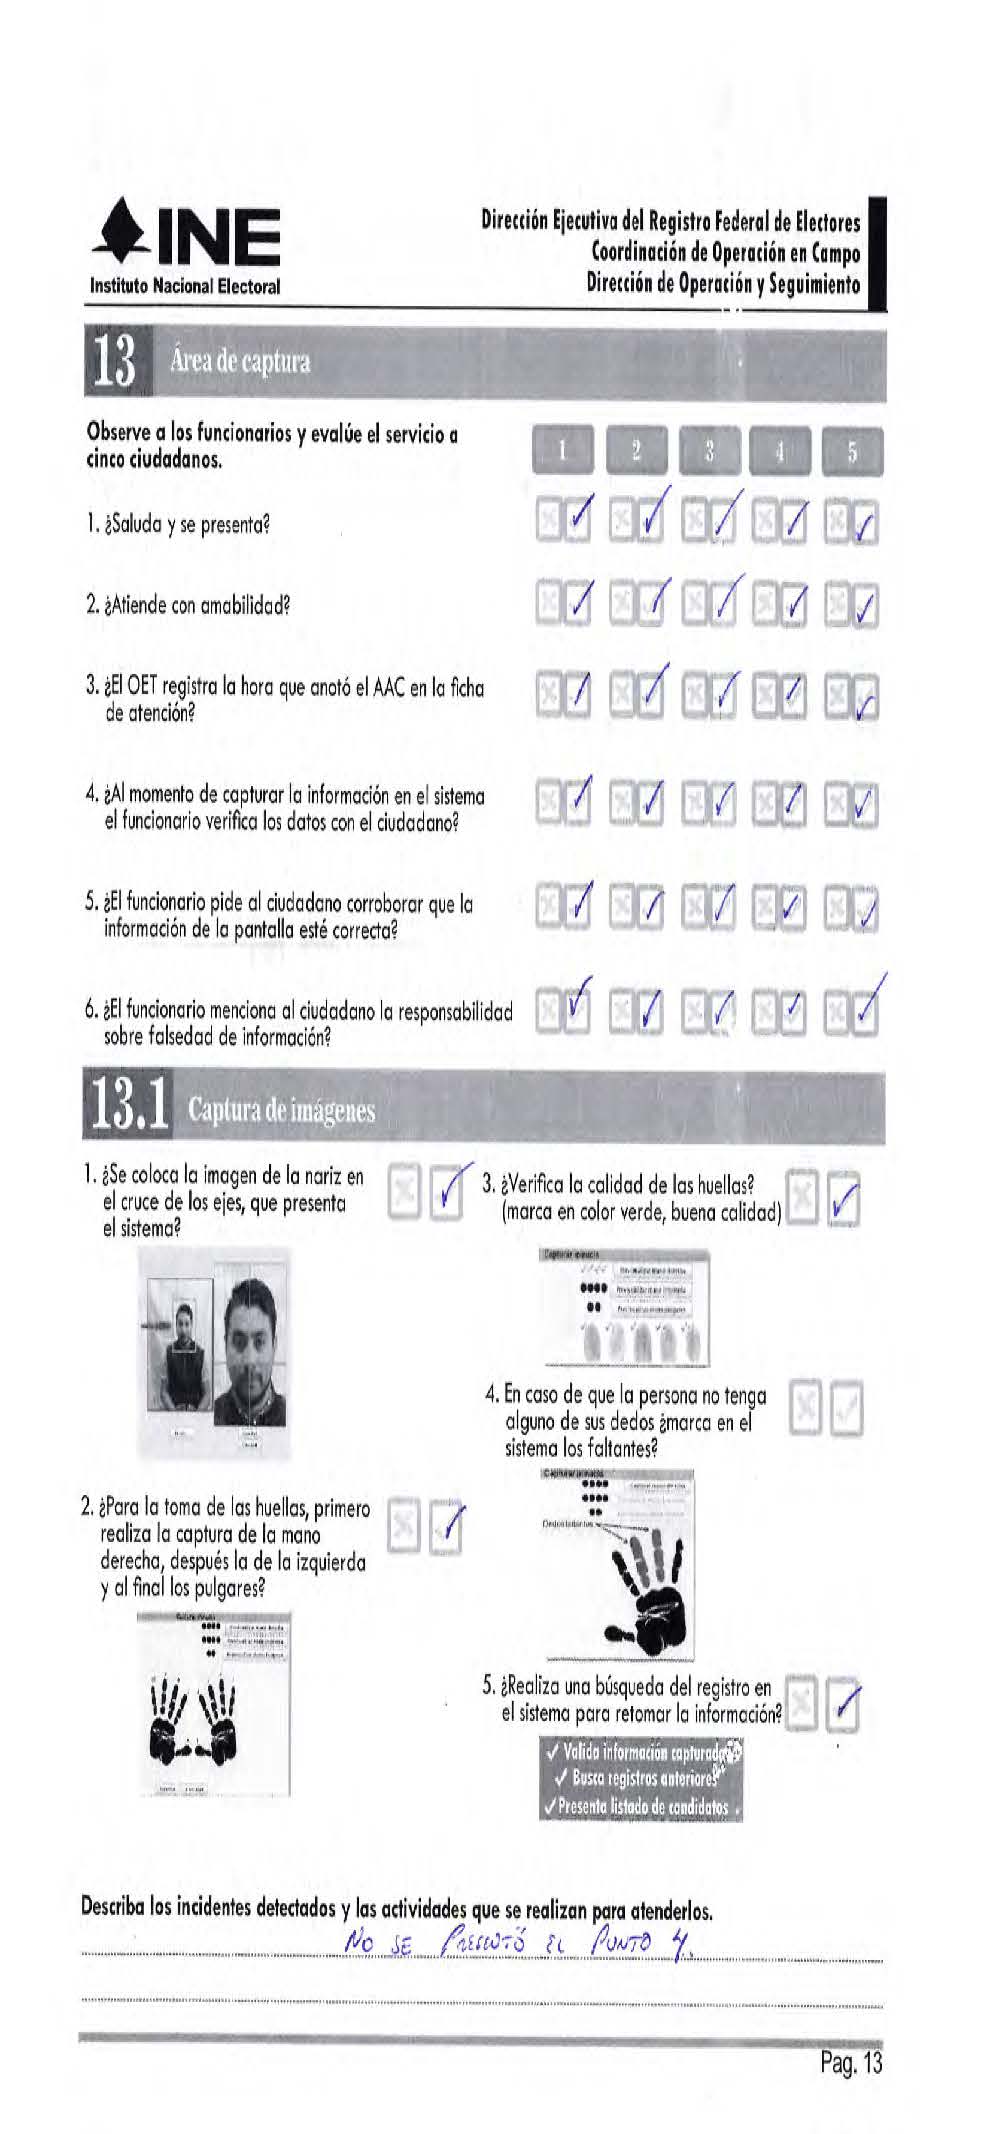 INE
Instituto Nacional Electoral
Dirección Ejecutiva del Registro Federal de Electores
Coordinación de Operación en Campo
Dirección de Operación y Seguimiento
13 Área de captura
Observe a los funcionarios y evalúe el servicio a
cinco ciudadanos.
1 2 3 4 5
1. ¿Saluda y se presenta?
2. ¿Atiende con amabilidad?
3. ¿El OET registra la hora que anotó el AAC en la ficha
de atención?
4. ¿Al momento de capturar la información en el sistema
el funcionario verifica los datos con el ciudadano?
5. ¿El funcionario pide al ciudadano corroborar que la
información de la pantalla esté correcta?
6. ¿El funcionario menciona al ciudadano la responsabilidad
sobre falsedad de información?
13.1 Captura de imágenes
1. ¿Se coloca la imagen de la nariz en
el cruce de los ejes, que presenta
el sistema?
2. ¿Para la toma de las huellas, primero
realiza la captura de la mano
derecha, después la de la izquierda
y al final los pulgares?
3. ¿Verifica la calidad de las huellas?
(marca en color verde, buena calidad)
4. En caso de que la persona no tenga
alguno de sus dedos ¿marca en el
sistema los faltantes?
5. ¿Realiza una búsqueda del registro en
el sistema para retomar la información?
✓ Valida información capturada
✓ Busca registros anteriores
✓ Presenta listado de candidatos
Describa los incidentes detectados y las actividades que se realizan para atenderlos.
NO SE PRESENTÓ EL PUNTO 4.
Pag. 13